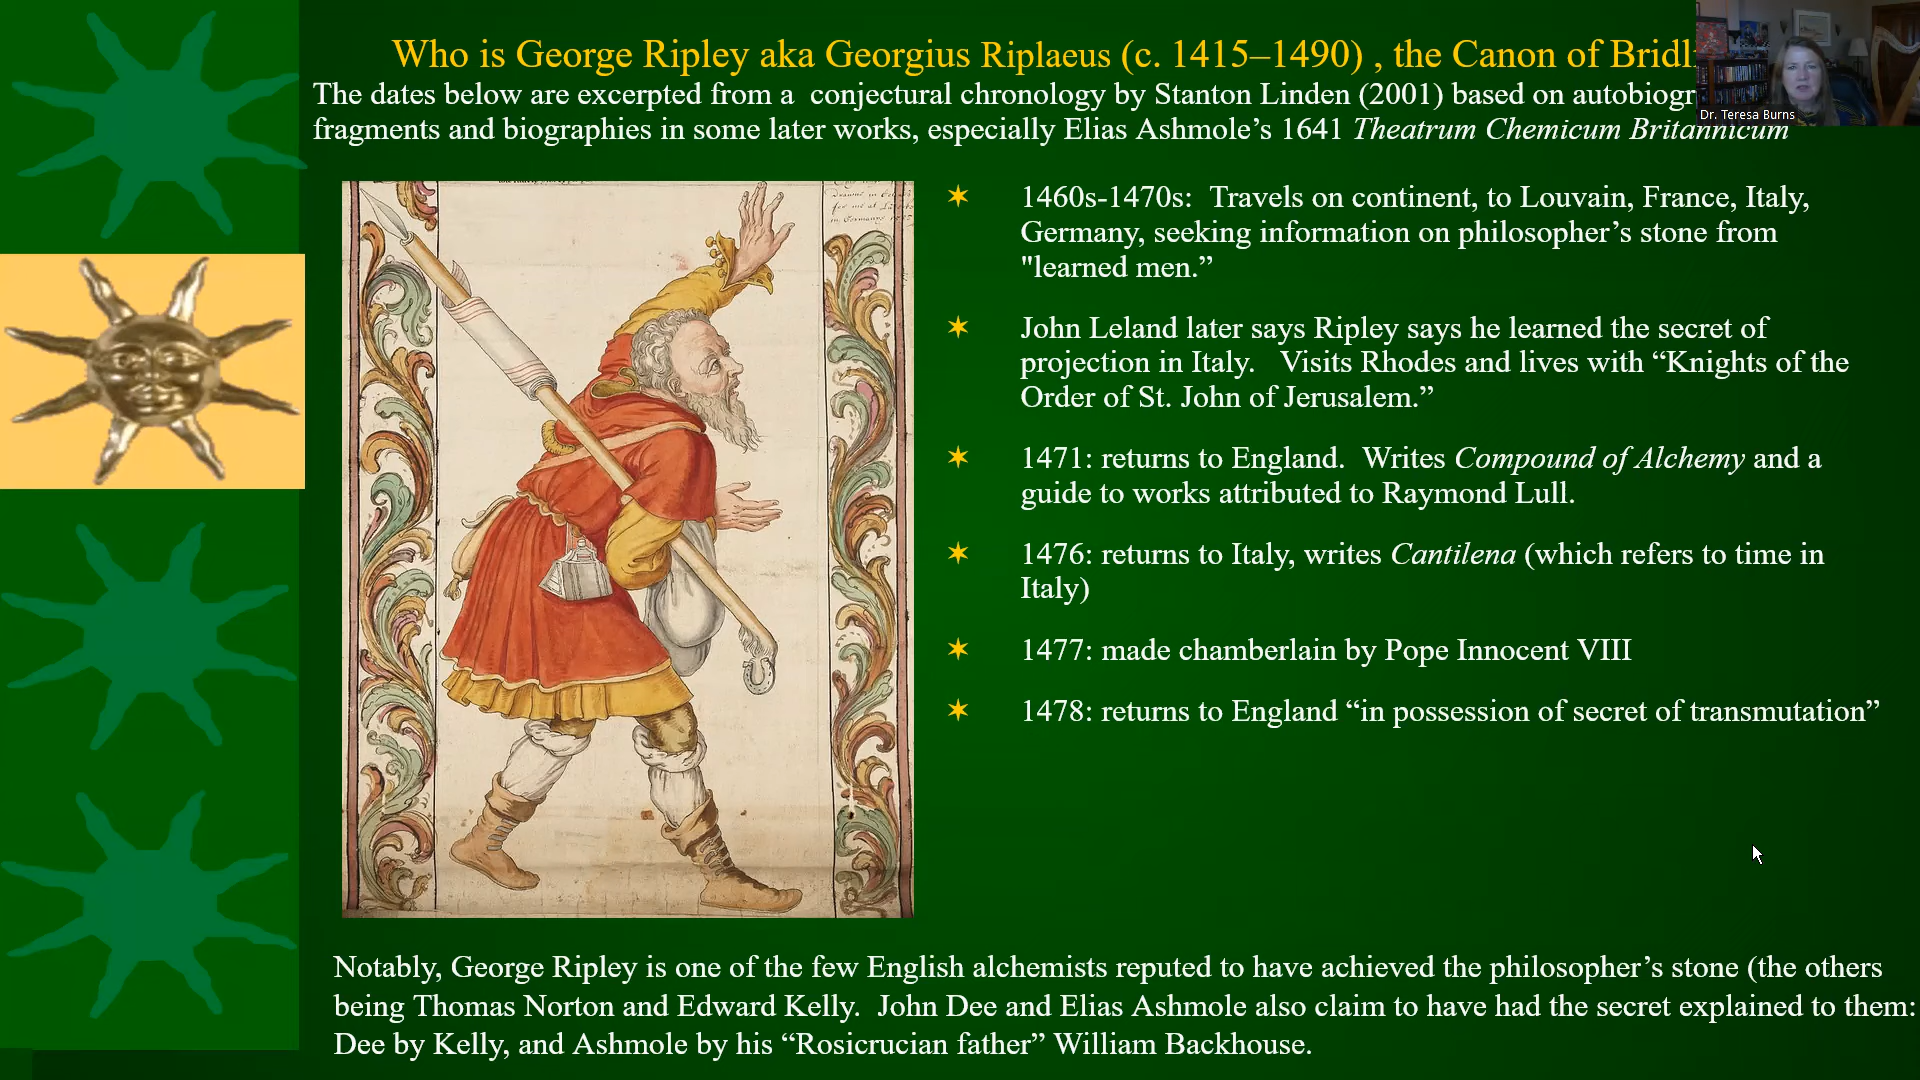 Who is George Ripley aka Georgius Riplaeus (c. 1415–1490) , the Canon of Bridl
The dates below are excerpted from a  conjectural chronology by Stanton Linden (2001) based on autobiogr
fragments and biographies in some later works, especially Elias Ashmole’s 1641 Theatrum Chemicum Britannicum
Dr. Teresa Burns
1460s-1470s:  Travels on continent, to Louvain, France, Italy,
Germany, seeking information on philosopher’s stone from
"learned men.”
John Leland later says Ripley says he learned the secret of
projection in Italy.   Visits Rhodes and lives with “Knights of the
Order of St. John of Jerusalem.”
1471: returns to England.  Writes Compound of Alchemy and a
guide to works attributed to Raymond Lull.
1476: returns to Italy, writes Cantilena (which refers to time in
Italy)
1477: made chamberlain by Pope Innocent VIII
1478: returns to England “in possession of secret of transmutation”
Notably, George Ripley is one of the few English alchemists reputed to have achieved the philosopher’s stone (the others
being Thomas Norton and Edward Kelly.  John Dee and Elias Ashmole also claim to have had the secret explained to them:
Dee by Kelly, and Ashmole by his “Rosicrucian father” William Backhouse.